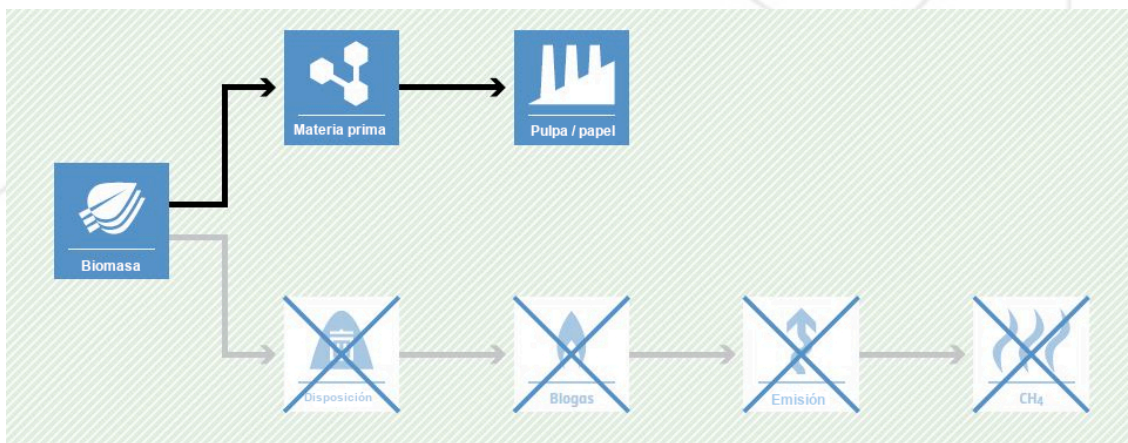 Materia prima
Pulpa / papel
Biomasa
Disposición
Biogas
Emisión
CH₄